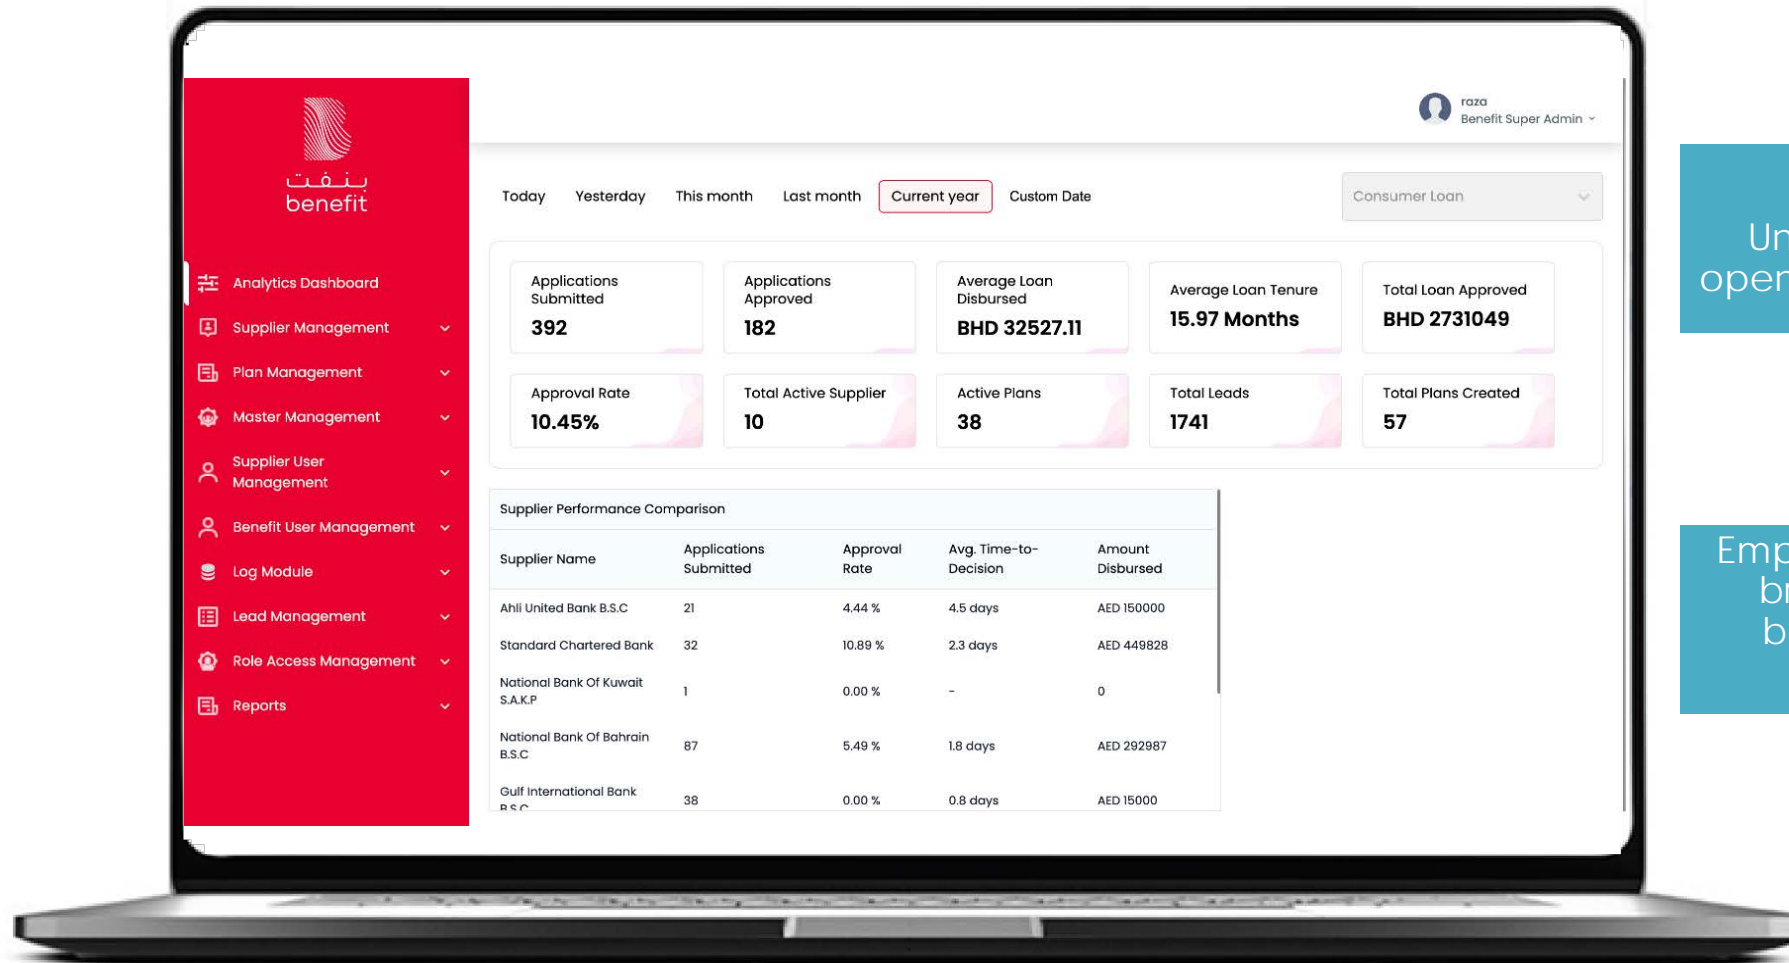 بنفت
benefit
raza
Benefit Super Admin
Today Yesterday This month Last month Current year Custom Date
Consumer Loan
Analytics Dashboard
Supplier Management
Plan Management
Master Management
Supplier User
Management
Benefit User Management
Log Module
Lead Management
Role Access Management
Reports
Applications
Submitted
392
Applications
Approved
182
Average Loan
Disbursed
BHD 32527.11
Average Loan Tenure
15.97 Months
Total Loan Approved
BHD 2731049
Approval Rate
10.45%
Total Active Supplier
10
Active Plans
38
Total Leads
1741
Total Plans Created
57
Supplier Performance Comparison
Supplier Name
Applications
Submitted
Approval
Rate
Avg. Time-to-
Decision
Amount
Disbursed
Ahli United Bank B.S.C 21 4.44 % 4.5 days AED 150000
Standard Chartered Bank 32 10.89 % 2.3 days AED 449828
National Bank Of Kuwait
S.A.K.P
1 0.00 % - 0
National Bank Of Bahrain
B.S.C
87 5.49 % 1.8 days AED 292987
Gulf International Bank
B.S.C
38 0.00 % 0.8 days AED 15000